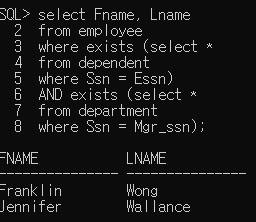 SQL> select Fname, Lname
2 from employee
3 where exists (select *
4 from dependent
5 where Ssn = Essn)
6 AND exists (select *
7 from department
8 where Ssn = Mgr_ssn);
FNAME LNAME
--------------- ---------------
Franklin Wong
Jennifer Wallance